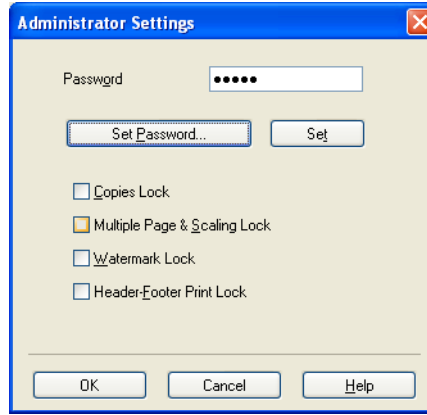 Administrator Settings
Password •••••
Set Password... Set
Copies Lock
Multiple Page & Scaling Lock
Watermark Lock
Header-Footer Print Lock
OK Cancel Help